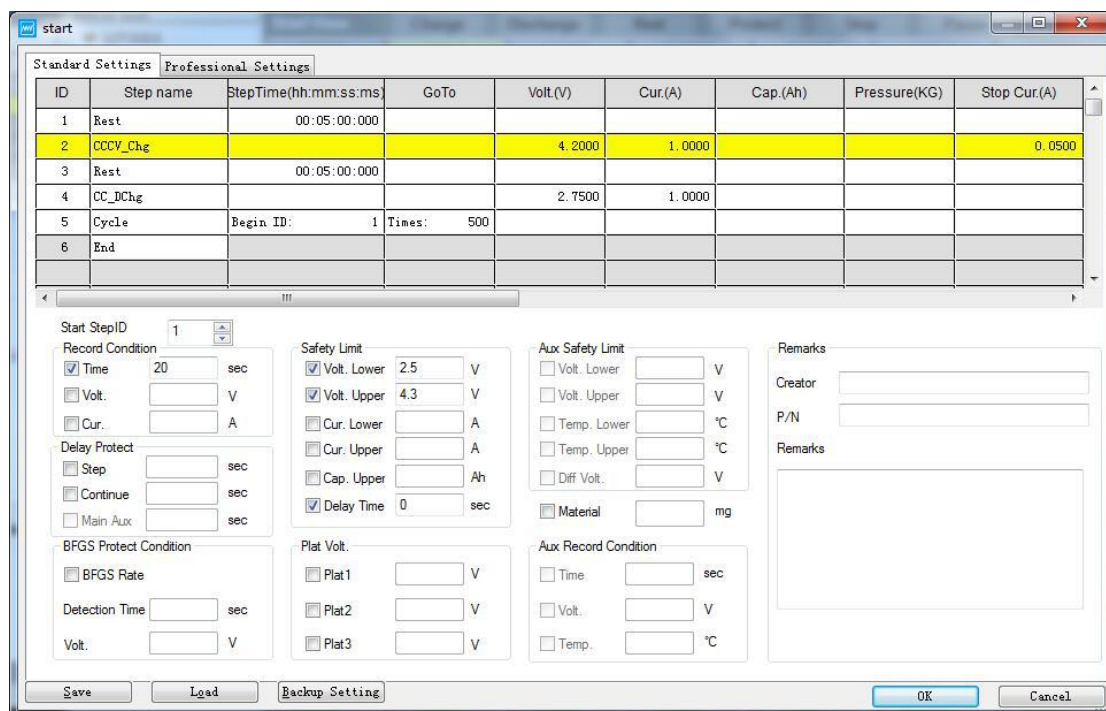 start
Standard Settings Professional Settings
ID Step name StepTime(hh:mm:ss:ms) GoTo Volt.(V) Cur.(A) Cap.(Ah) Pressure(KG) Stop Cur.(A)
1 Rest 00:05:00:000
2 CCCV_Chg 4.2000 1.0000 0.0500
3 Rest 00:05:00:000
4 CC_DChg 2.7500 1.0000
5 Cycle Begin ID: 1 Times: 500
6 End
Start StepID 1
Record Condition
Time 20 sec
Volt. V
Cur. A
Delay Protect
Step sec
Continue sec
Main Aux sec
BFGS Protect Condition
BFGS Rate
Detection Time sec
Volt. V
Safety Limit
Volt. Lower 2.5 V
Volt. Upper 4.3 V
Cur. Lower A
Cur. Upper A
Cap. Upper Ah
Delay Time 0 sec
Plat Volt.
Plat1 V
Plat2 V
Plat3 V
Aux Safety Limit
Volt. Lower V
Volt. Upper V
Temp. Lower °C
Temp. Upper °C
Diff Volt. V
Material mg
Aux Record Condition
Time sec
Volt. V
Temp. °C
Remarks
Creator
P/N
Remarks
Save Load Backup Setting OK Cancel